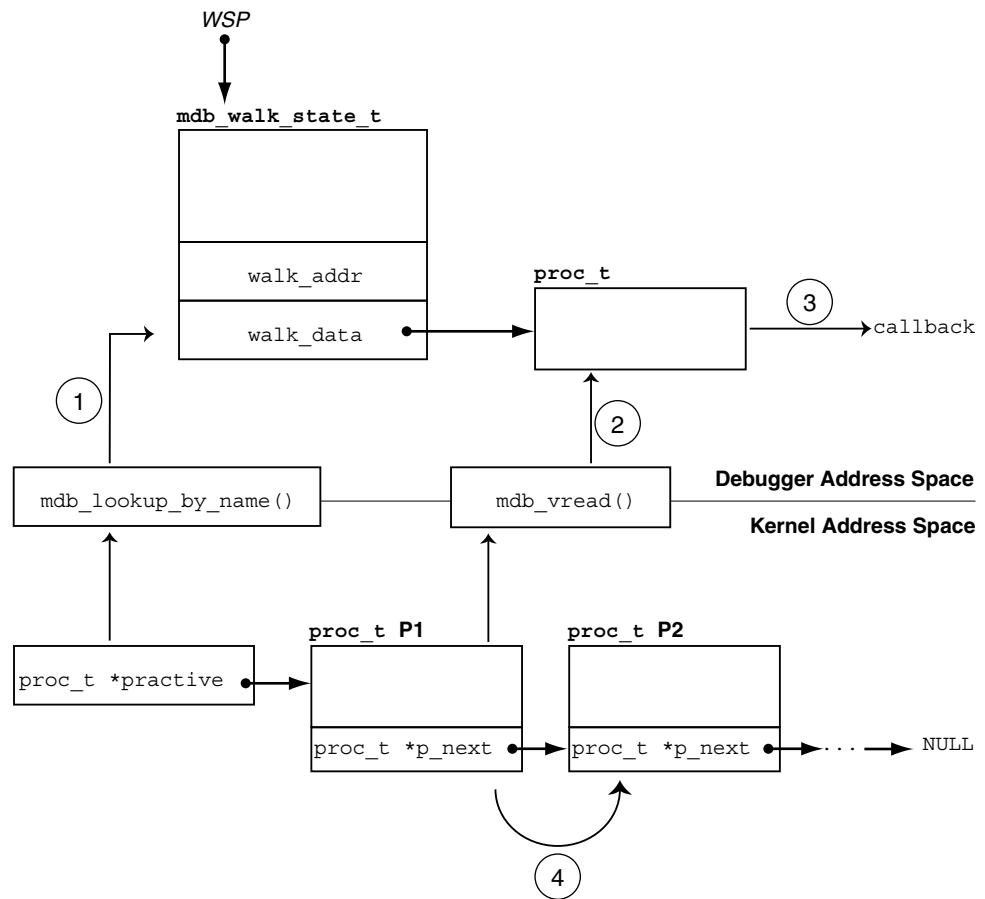 WSP
mdb_walk_state_t
walk_addr
proc_t
walk_data
3
callback
1
2
mdb_lookup_by_name()
mdb_vread()
Debugger Address Space
Kernel Address Space
proc_t P1
proc_t P2
proc_t *practive
proc_t *p_next
proc_t *p_next
... NULL
4